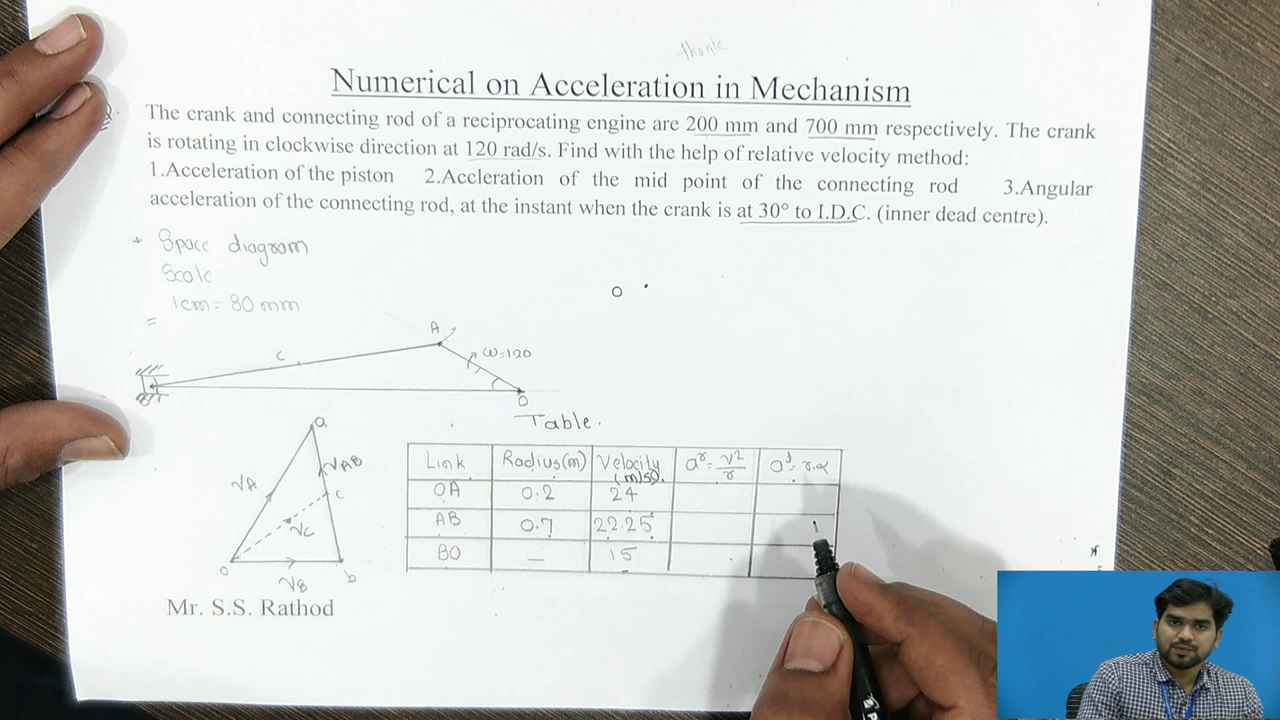 thank
Numerical on Acceleration in Mechanism
The crank and connecting rod of a reciprocating engine are 200 mm and 700 mm respectively. The crank
is rotating in clockwise direction at 120 rad/s. Find with the help of relative velocity method:
1.Acceleration of the piston 2.Accleration of the mid point of the connecting rod 3.Angular
acceleration of the connecting rod, at the instant when the crank is at 30° to I.D.C. (inner dead centre).
* Space diagram
Scale
1cm = 80 mm
O
A
C
ω=120
O
Table.
a
VA
VAB
c
VC
o
VB
b
Link Radius(m) Velocity (m/s). aʳ = v²/r aᵗ = r.α
OA 0.2 24
AB 0.7 22.25
BO — 15
Mr. S.S. Rathod